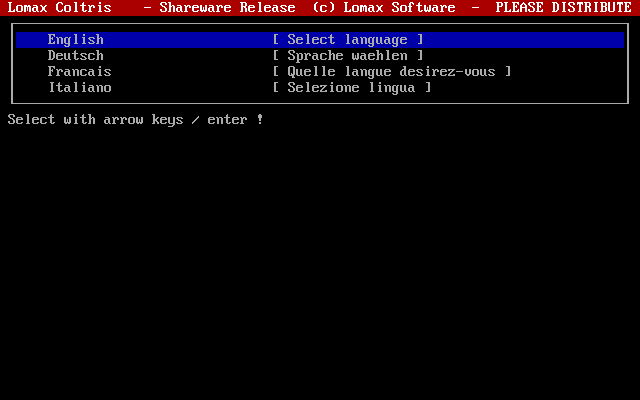 Lomax Coltris    - Shareware Release  (c) Lomax Software  -  PLEASE DISTRIBUTE
English [ Select language ]
Deutsch [ Sprache waehlen ]
Francais [ Quelle langue desirez-vous ]
Italiano [ Selezione lingua ]
Select with arrow keys / enter !